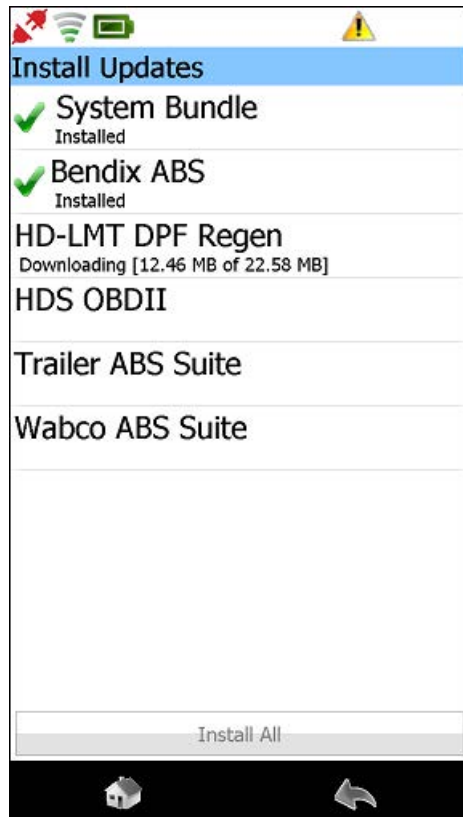 Install Updates
System Bundle
Installed
Bendix ABS
Installed
HD-LMT DPF Regen
Downloading [12.46 MB of 22.58 MB]
HDS OBDII
Trailer ABS Suite
Wabco ABS Suite
Install All